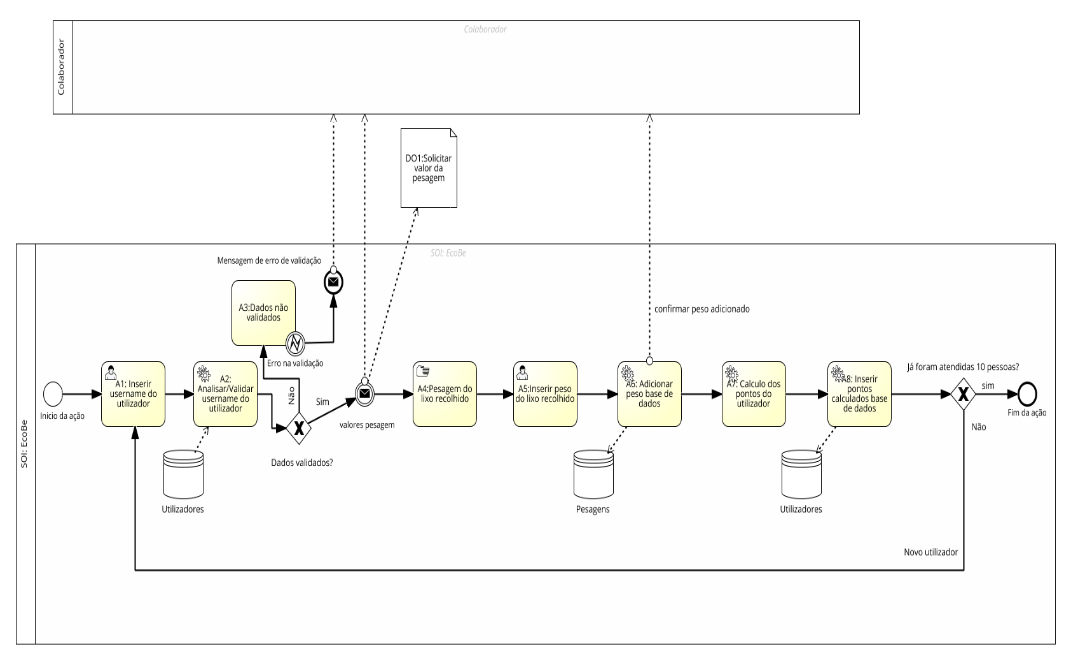 Colaborador
Colaborador
DO1:Solicitar
valor da
pesagem
SOI: EcoBe
SOI: EcoBe
Mensagem de erro de validação
A3:Dados não
validados
Erro na validação
confirmar peso adicionado
Inicio da ação
A1: Inserir
username do
utilizador
A2:
Analisar/Validar
username do
utilizador
Não
Sim
Dados validados?
valores pesagem
A4:Pesagem do
lixo recolhido
A5:Inserir peso
do lixo recolhido
A6: Adicionar
peso base de
dados
A7: Calculo dos
pontos do
utilizador
A8: Inserir
pontos
calculados base
de dados
Já foram atendidas 10 pessoas?
sim
Fim da ação
Não
Utilizadores
Pesagens
Utilizadores
Novo utilizador